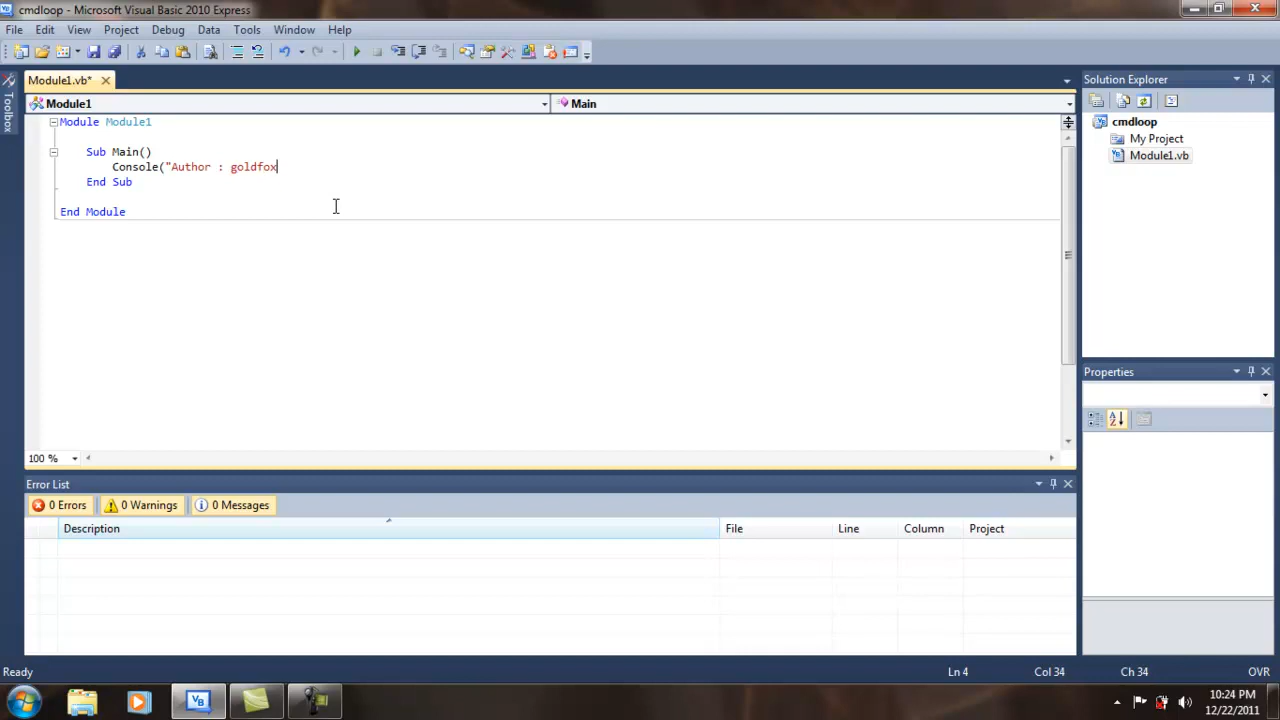 cmdloop - Microsoft Visual Basic 2010 Express
File Edit View Project Debug Data Tools Window Help
Module1.vb*
Toolbox
Module1
Main
Module Module1
Sub Main()
Console("Author : goldfox
End Sub
End Module
100 %
Solution Explorer
cmdloop
My Project
Module1.vb
Properties
Error List
0 Errors 0 Warnings 0 Messages
Description File Line Column Project
Ready Ln 4 Col 34 Ch 34 OVR
10:24 PM
12/22/2011